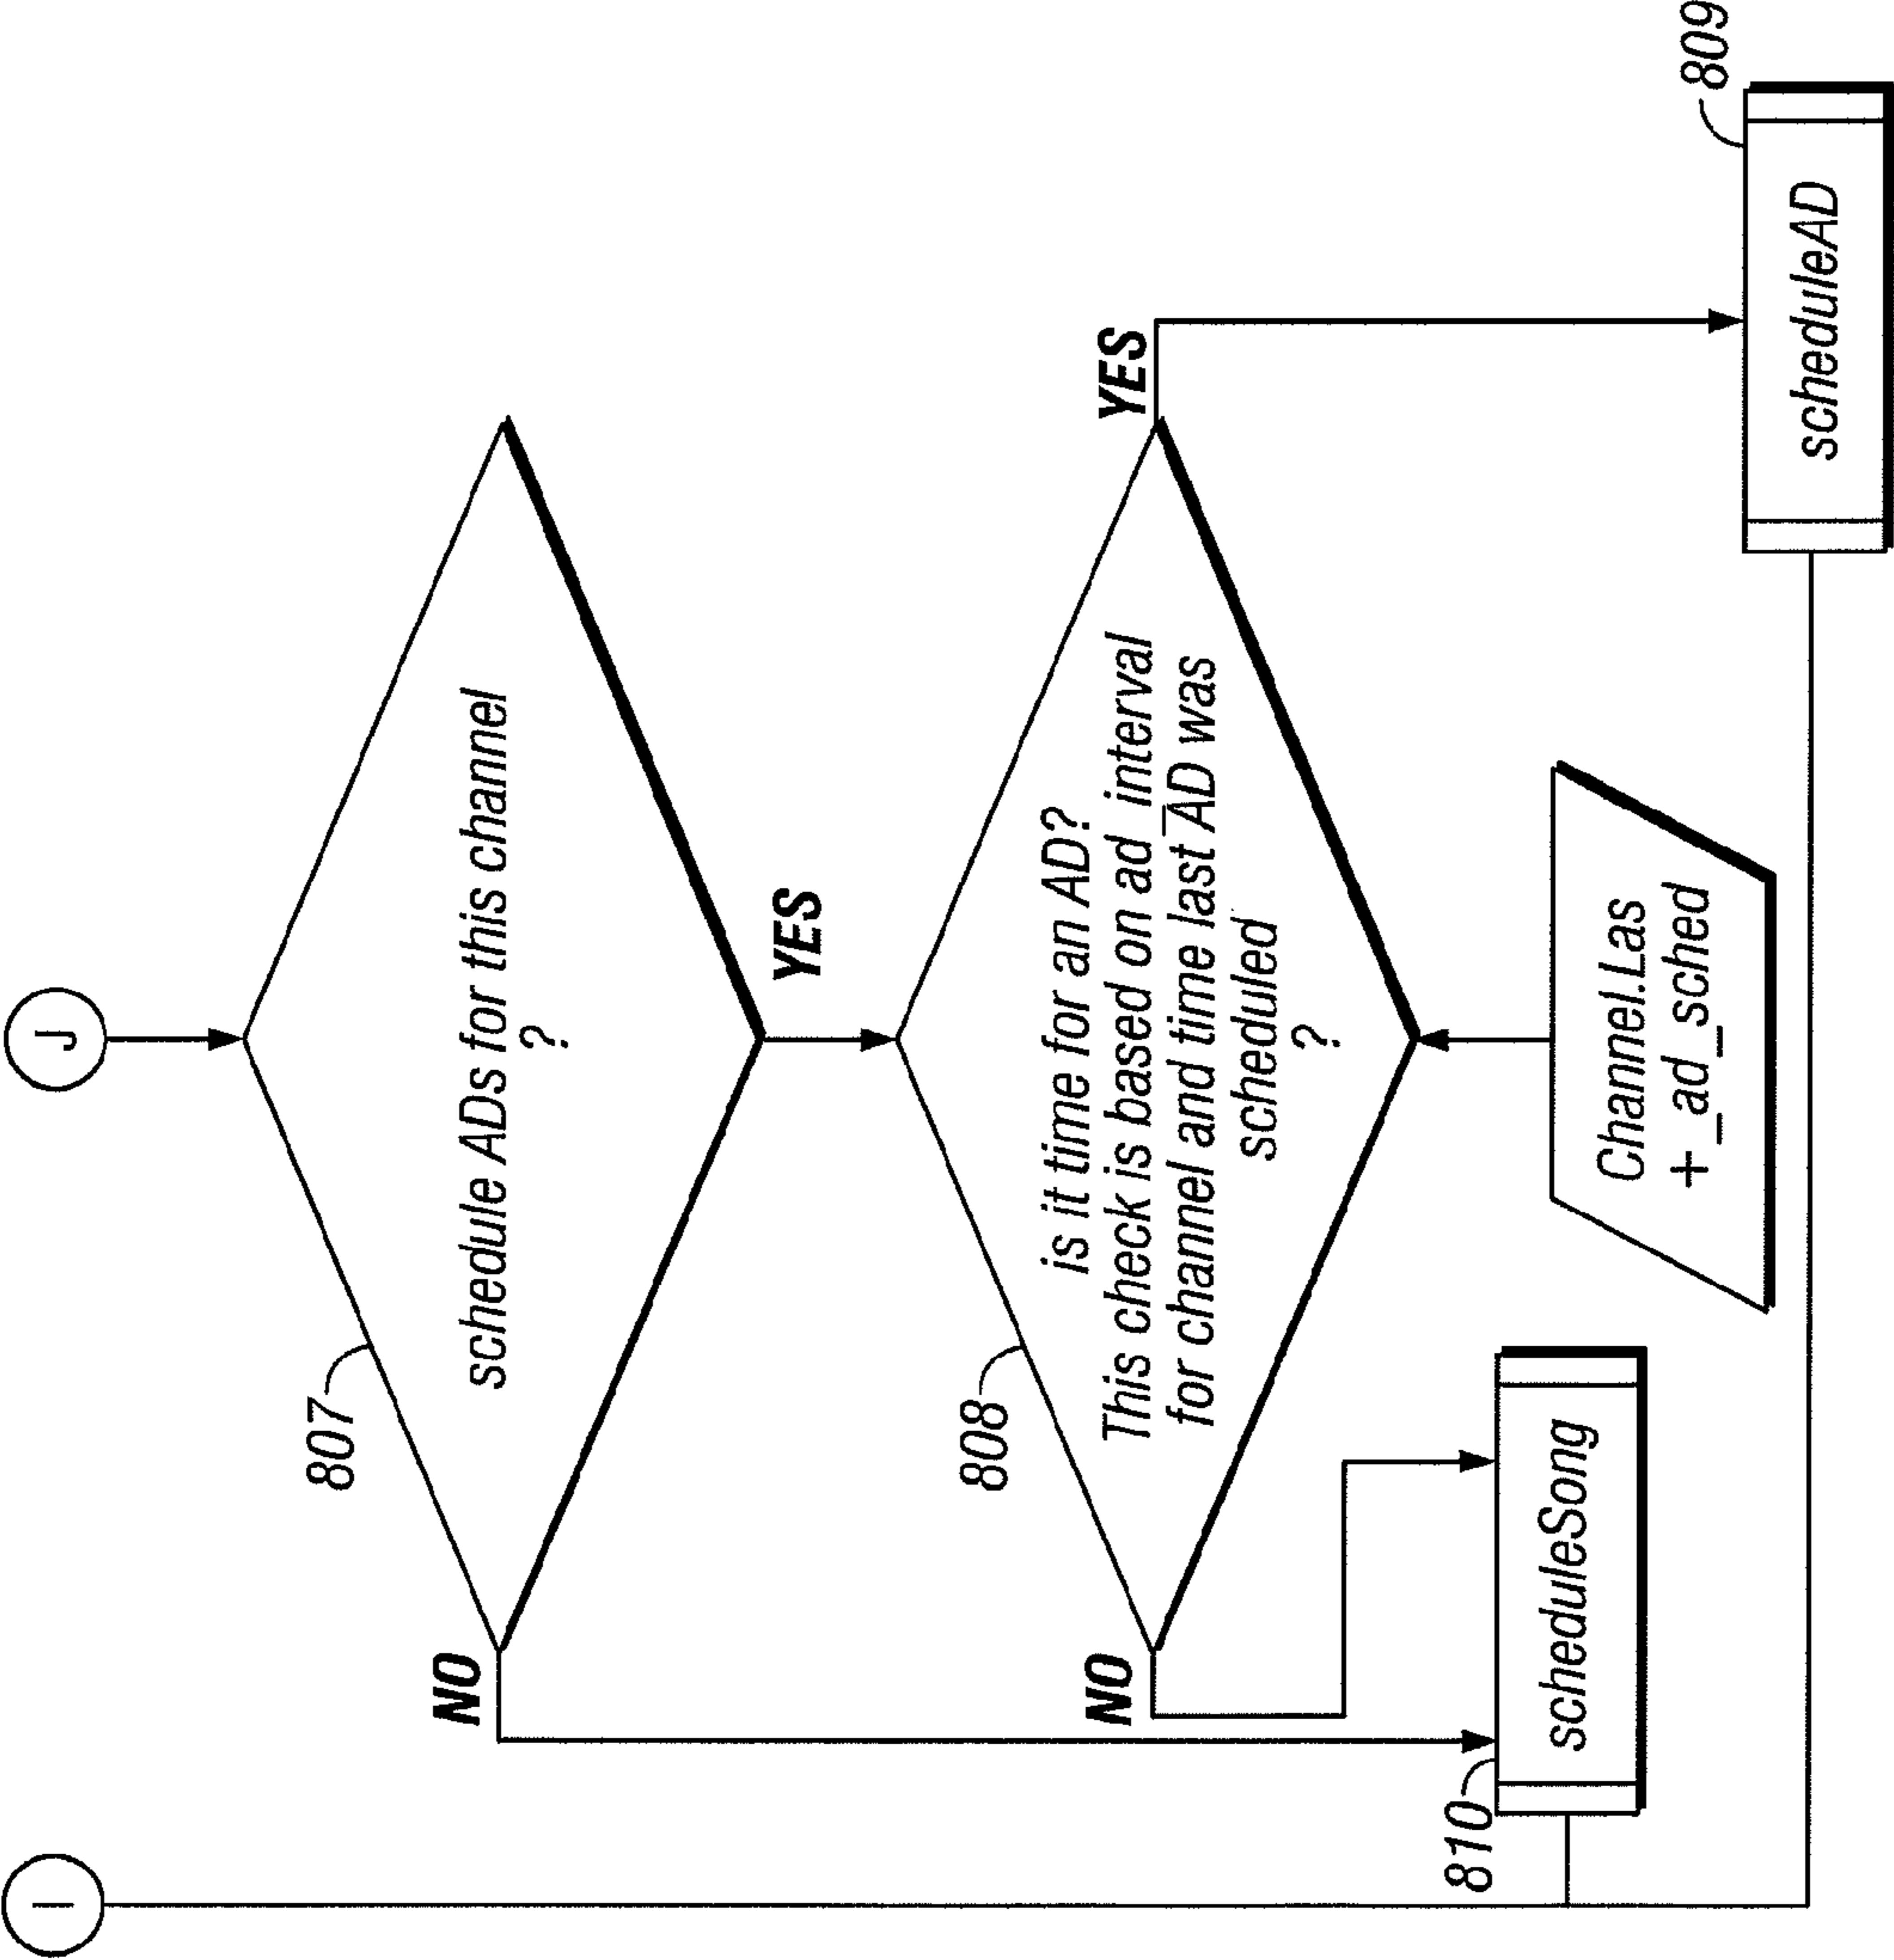 J
807
schedule ADs for this channel
?
NO
YES
808
is it time for an AD?
This check is based on ad_interval
for channel and time last AD was
scheduled
?
NO
YES
Channel.Las
+_ad_sched
810
scheduleSong
809
scheduleAD
I